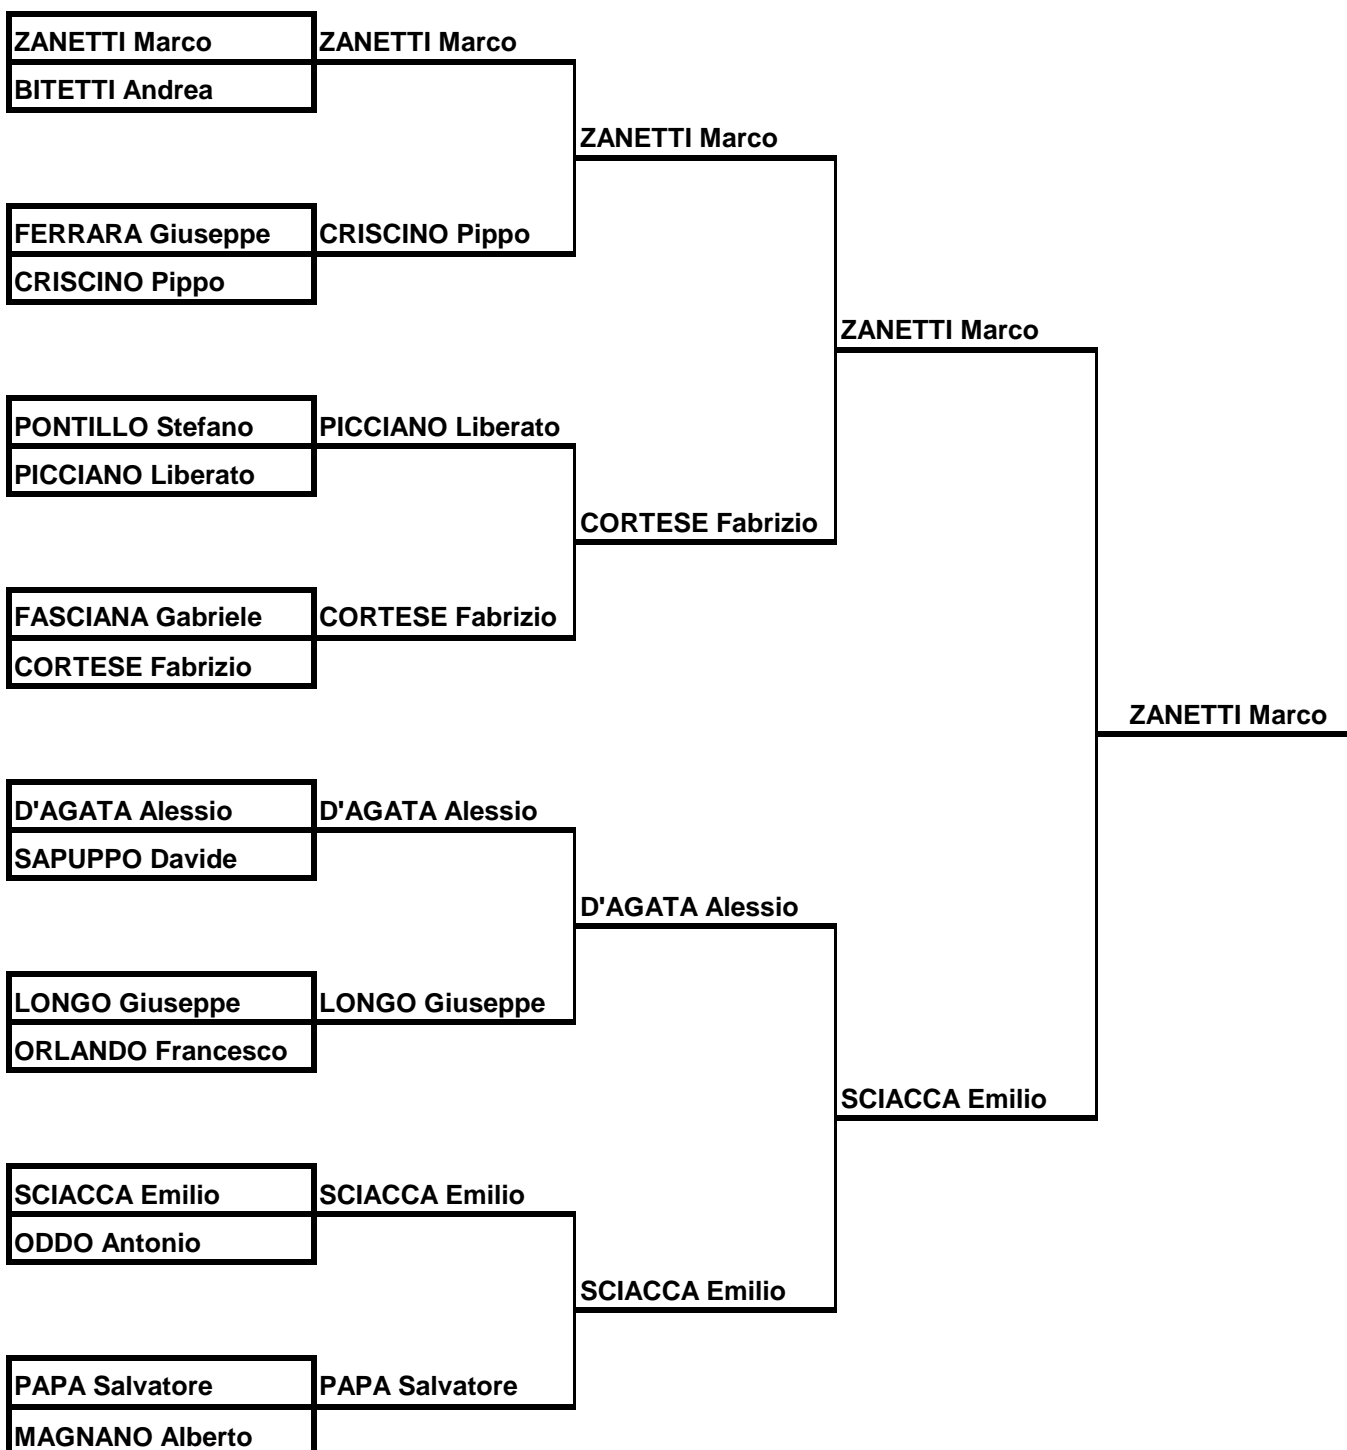 ZANETTI Marco ZANETTI Marco
BITETTI Andrea
ZANETTI Marco
FERRARA Giuseppe CRISCINO Pippo
CRISCINO Pippo
ZANETTI Marco
PONTILLO Stefano PICCIANO Liberato
PICCIANO Liberato
CORTESE Fabrizio
FASCIANA Gabriele CORTESE Fabrizio
CORTESE Fabrizio
ZANETTI Marco
D'AGATA Alessio D'AGATA Alessio
SAPUPPO Davide
D'AGATA Alessio
LONGO Giuseppe LONGO Giuseppe
ORLANDO Francesco
SCIACCA Emilio
SCIACCA Emilio SCIACCA Emilio
ODDO Antonio
SCIACCA Emilio
PAPA Salvatore PAPA Salvatore
MAGNANO Alberto